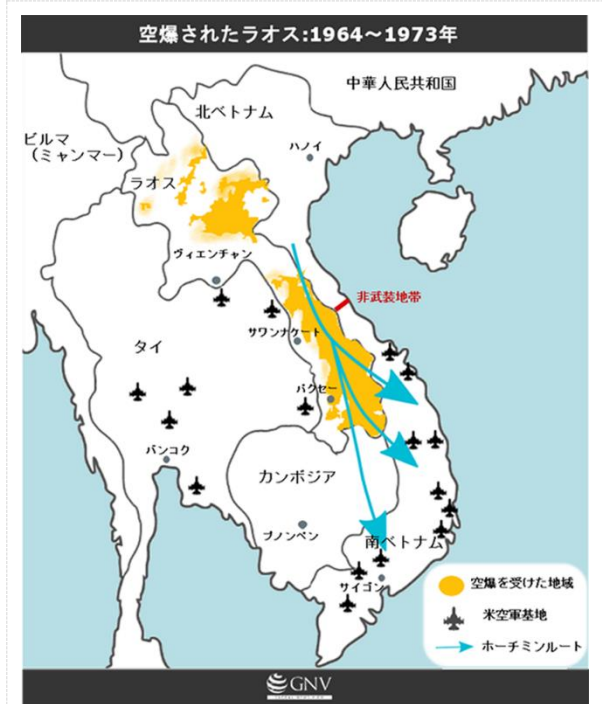 空爆されたラオス:1964〜1973年
中華人民共和国
北ベトナム
ビルマ
(ミャンマー)
ハノイ
ラオス
ヴィエンチャン
非武装地帯
サワンナケート
タイ
パクセー
バンコク
カンボジア
プノンペン
南ベトナム
サイゴン
空爆を受けた地域
米空軍基地
ホーチミンルート
GNV